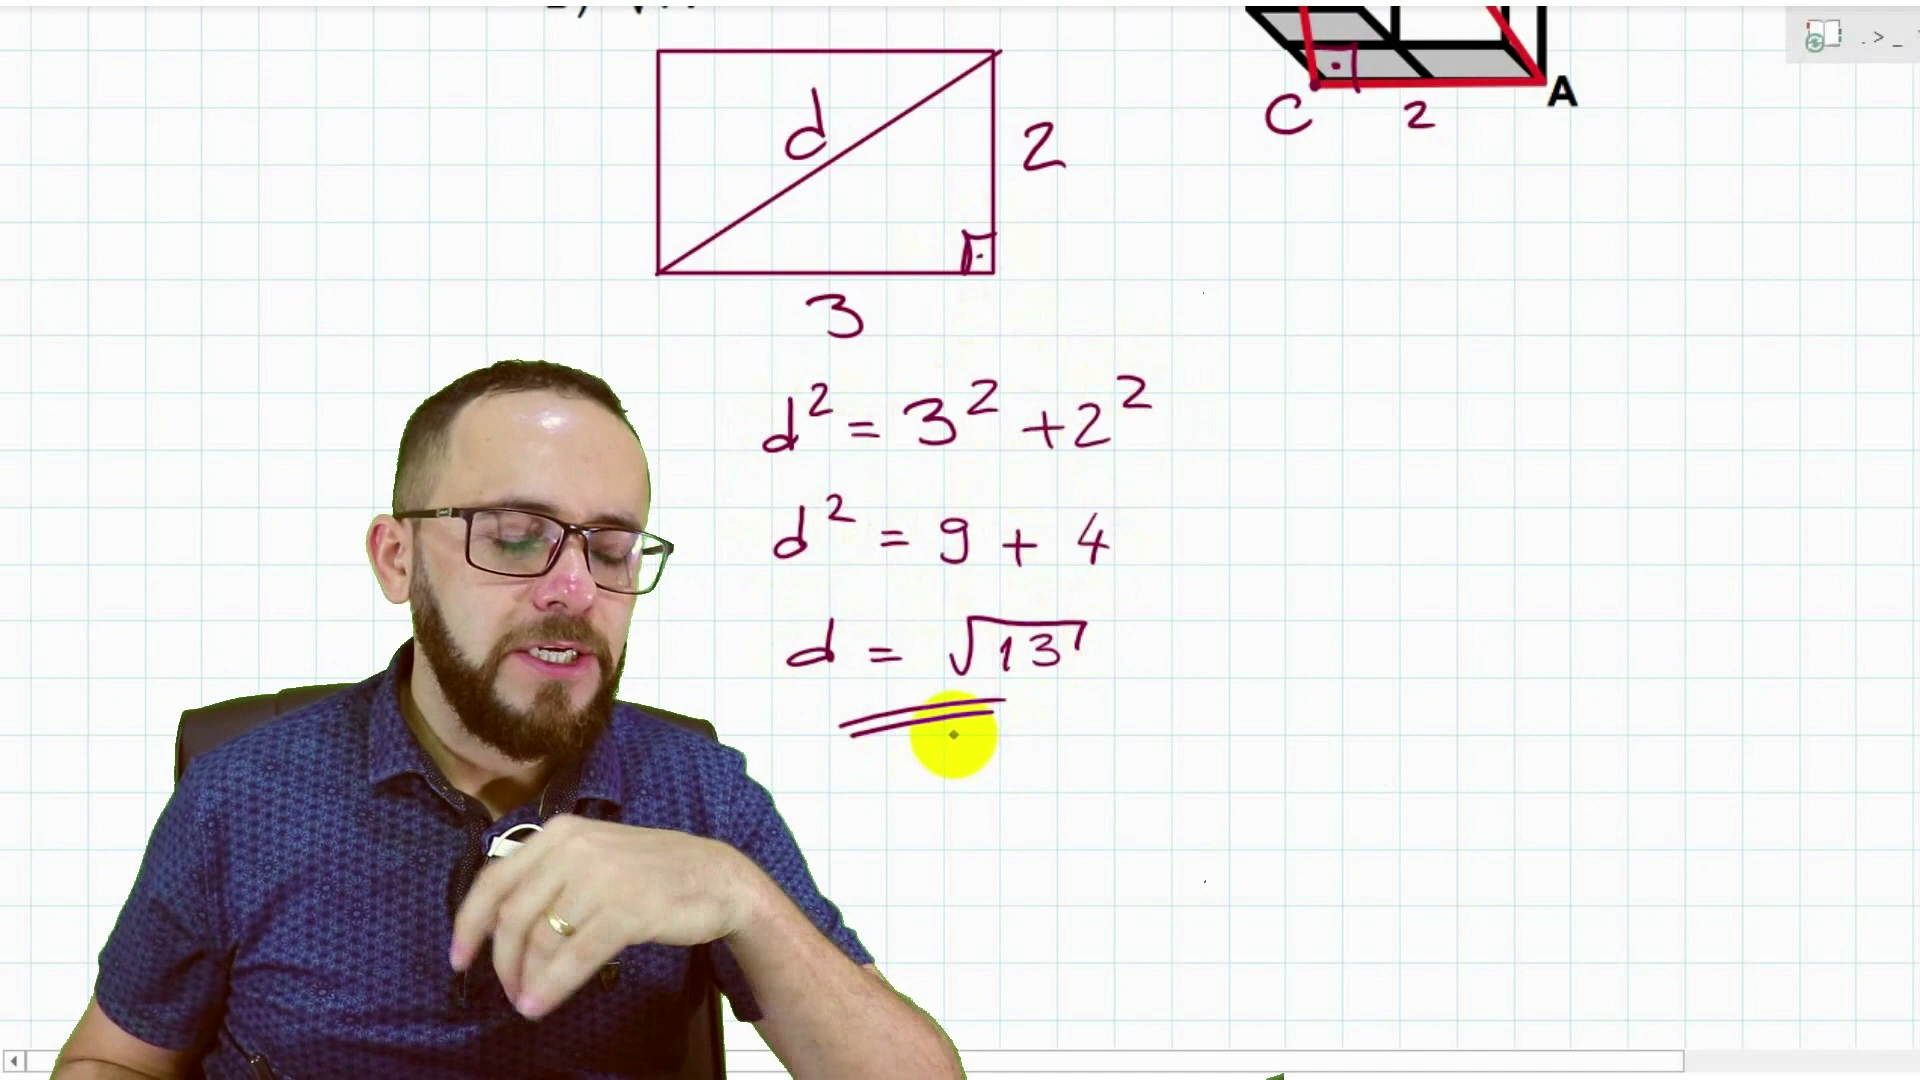 d
2
3
C
2
A
d² = 3² + 2²
d² = 9 + 4
d = √13
. > _